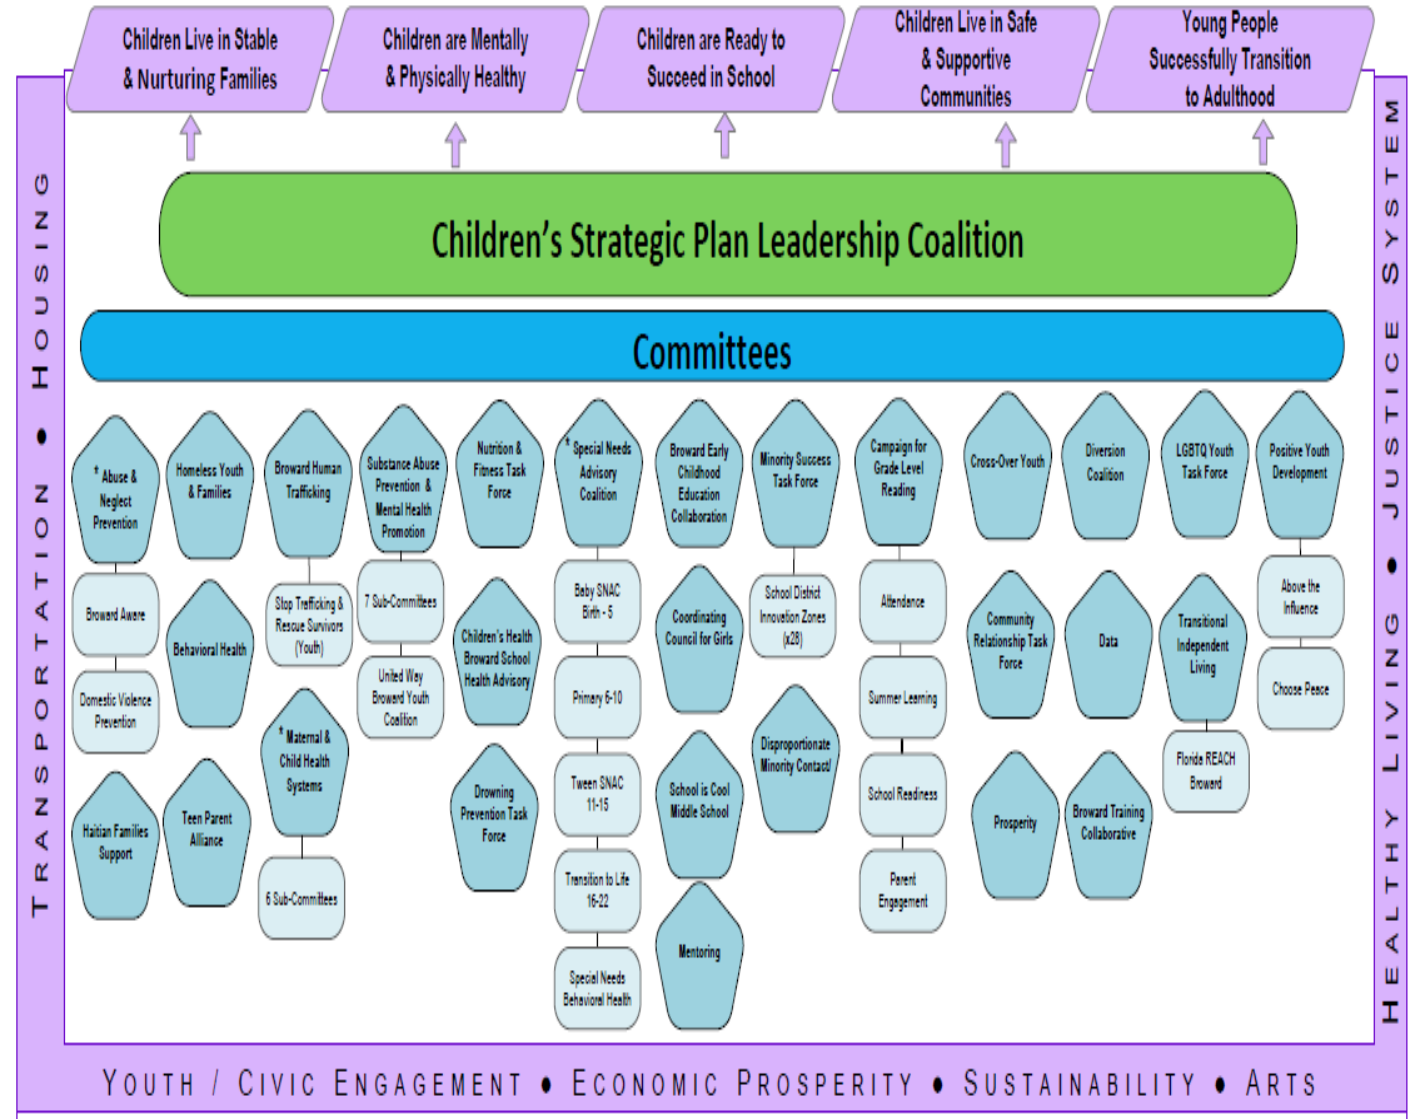 Children Live in Stable
& Nurturing Families
Children are Mentally
& Physically Healthy
Children are Ready to
Succeed in School
Children Live in Safe
& Supportive
Communities
Young People
Successfully Transition
to Adulthood
TRANSPORTATION ● HOUSING
HEALTHY LIVING ● JUSTICE SYSTEM
Children's Strategic Plan Leadership Coalition
Committees
* Abuse &
Neglect
Prevention
Broward Aware
Domestic Violence
Prevention
Haitian Families
Support
Homeless Youth
& Families
Behavioral Health
Teen Parent
Alliance
Broward Human
Trafficking
Stop Trafficking &
Rescue Survivors
(Youth)
* Maternal &
Child Health
Systems
6 Sub-Committees
Substance Abuse
Prevention &
Mental Health
Promotion
7 Sub-Committees
United Way
Broward Youth
Coalition
Nutrition &
Fitness Task
Force
Children's Health
Broward School
Health Advisory
Drowning
Prevention Task
Force
* Special Needs
Advisory
Coalition
Baby SNAC
Birth - 5
Primary 6-10
Tween SNAC
11-15
Transition to Life
16-22
Special Needs
Behavioral Health
Broward Early
Childhood
Education
Collaboration
Coordinating
Council for Girls
School is Cool
Middle School
Mentoring
Minority Success
Task Force
School District
Innovation Zones
(x28)
Disproportionate
Minority Contact/
Campaign for
Grade Level
Reading
Attendance
Summer Learning
School Readiness
Parent
Engagement
Cross-Over Youth
Community
Relationship Task
Force
Prosperity
Diversion
Coalition
Data
Broward Training
Collaborative
LGBTQ Youth
Task Force
Transitional
Independent
Living
Florida REACH
Broward
Positive Youth
Development
Above the
Influence
Choose Peace
YOUTH / CIVIC ENGAGEMENT ● ECONOMIC PROSPERITY ● SUSTAINABILITY ● ARTS